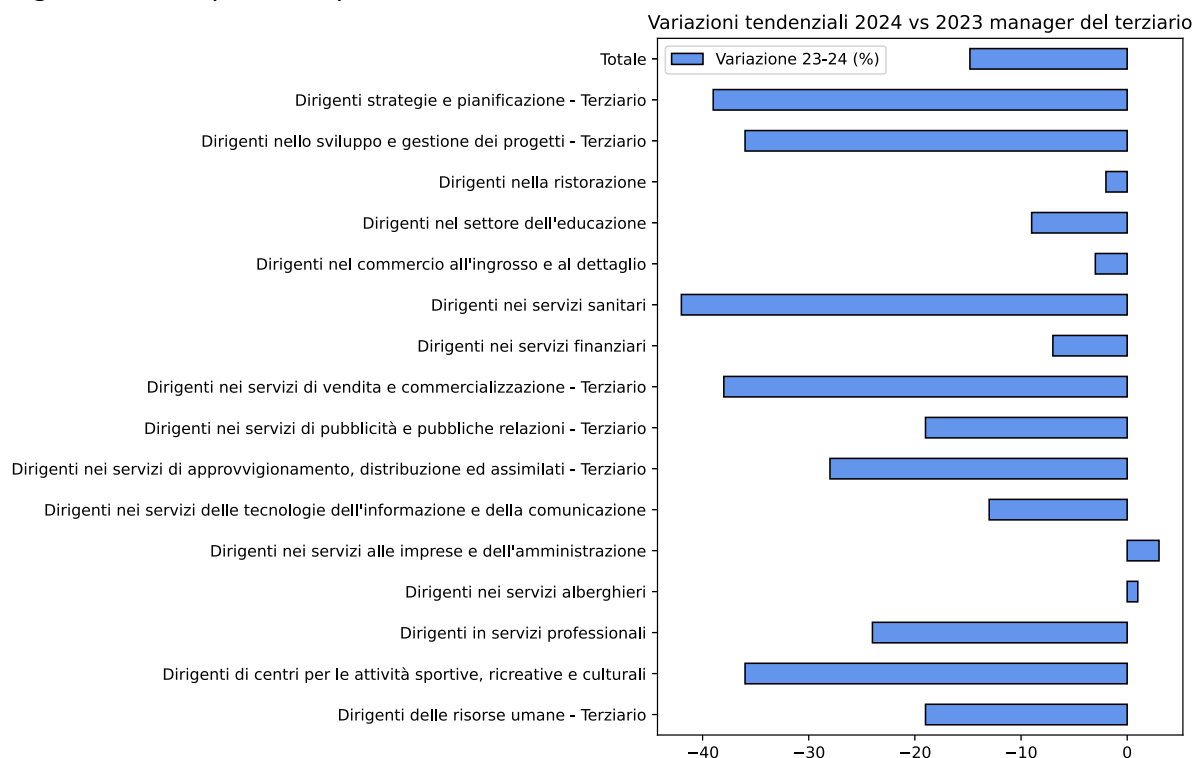 Variazioni tendenziali 2024 vs 2023 manager del terziario
Variazione 23-24 (%)
Totale
Dirigenti strategie e pianificazione - Terziario
Dirigenti nello sviluppo e gestione dei progetti - Terziario
Dirigenti nella ristorazione
Dirigenti nel settore dell'educazione
Dirigenti nel commercio all'ingrosso e al dettaglio
Dirigenti nei servizi sanitari
Dirigenti nei servizi finanziari
Dirigenti nei servizi di vendita e commercializzazione - Terziario
Dirigenti nei servizi di pubblicità e pubbliche relazioni - Terziario
Dirigenti nei servizi di approvvigionamento, distribuzione ed assimilati - Terziario
Dirigenti nei servizi delle tecnologie dell'informazione e della comunicazione
Dirigenti nei servizi alle imprese e dell'amministrazione
Dirigenti nei servizi alberghieri
Dirigenti in servizi professionali
Dirigenti di centri per le attività sportive, ricreative e culturali
Dirigenti delle risorse umane - Terziario
−40 −30 −20 −10 0